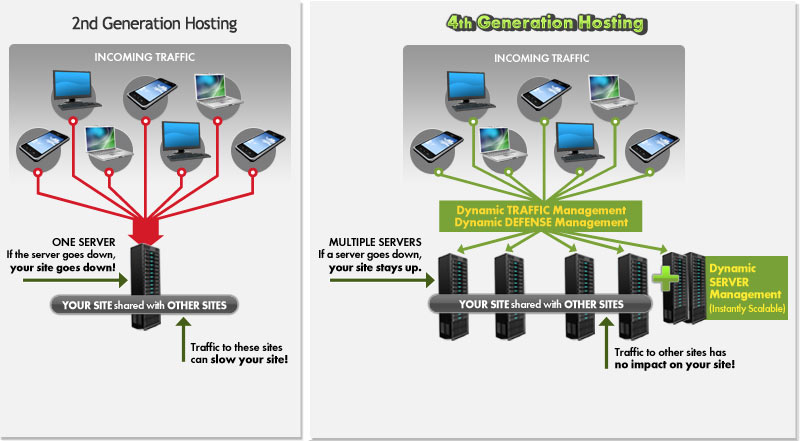 2nd Generation Hosting
INCOMING TRAFFIC
ONE SERVER
If the server goes down,
your site goes down!
YOUR SITE shared with OTHER SITES
Traffic to these sites
can slow your site!
4th Generation Hosting
INCOMING TRAFFIC
Dynamic TRAFFIC Management
Dynamic DEFENSE Management
MULTIPLE SERVERS
If a server goes down,
your site stays up.
Dynamic
SERVER
Management
(Instantly Scalable)
YOUR SITE shared with OTHER SITES
Traffic to other sites has
no impact on your site!